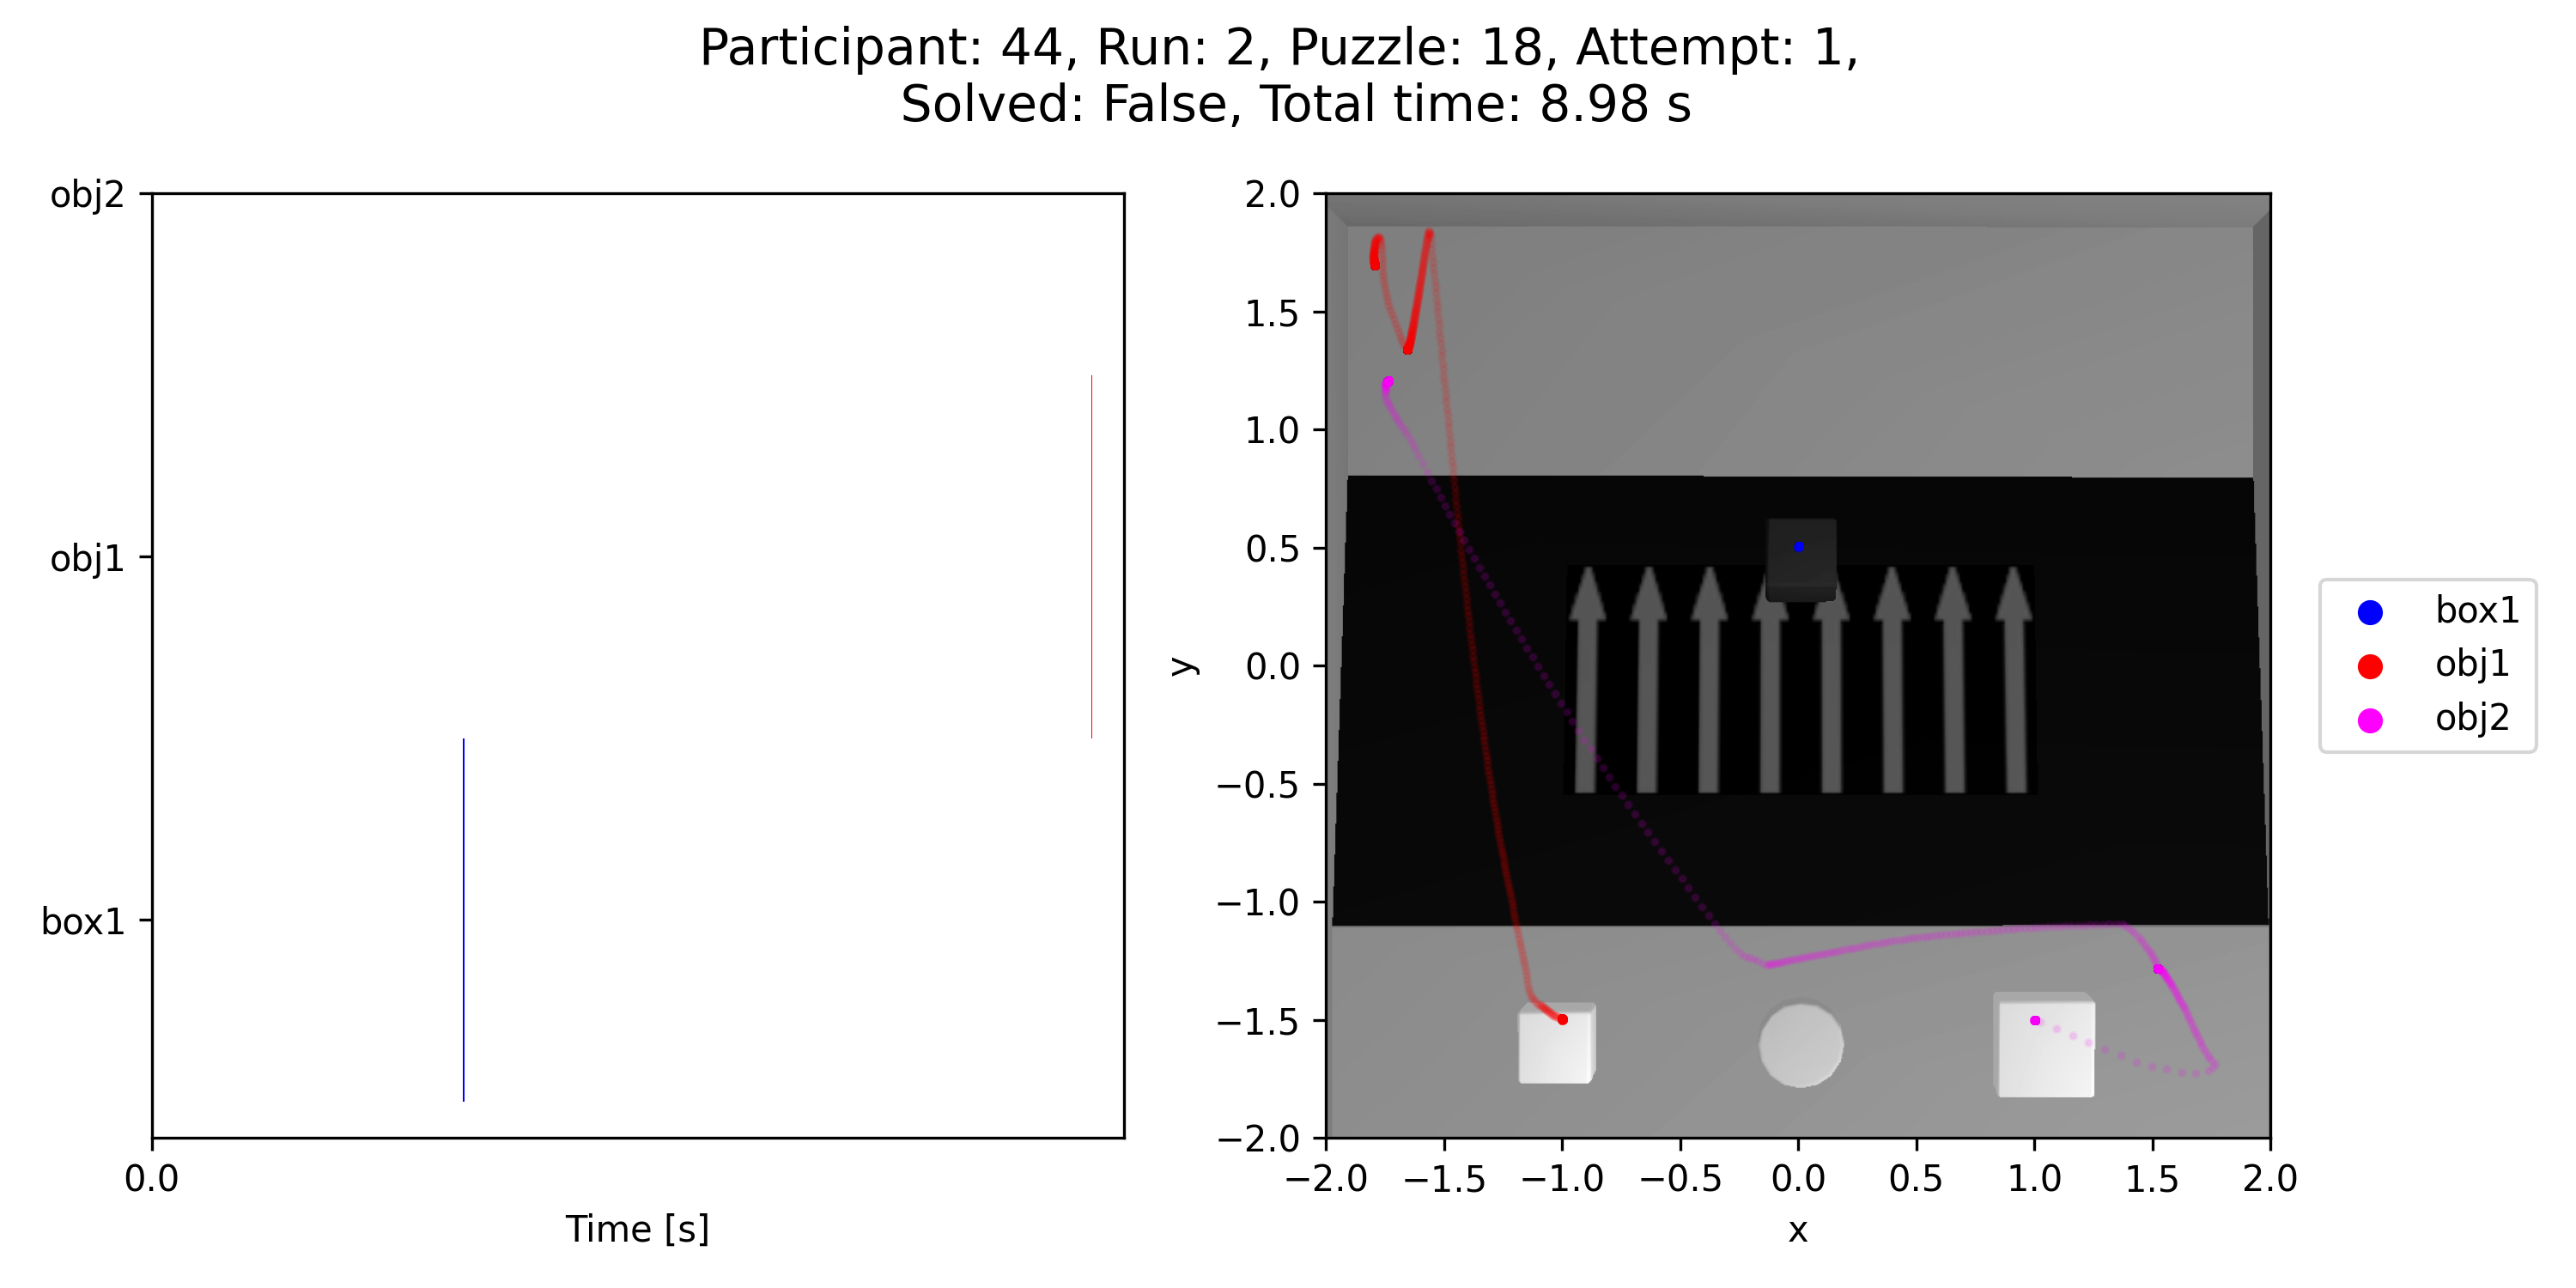 Participant: 44, Run: 2, Puzzle: 18, Attempt: 1,
Solved: False, Total time: 8.98 s
obj2
obj1
box1
0.0
Time [s]
2.0
1.5
1.0
0.5
0.0
−0.5
−1.0
−1.5
−2.0
y
−2.0 −1.5 −1.0 −0.5 0.0 0.5 1.0 1.5 2.0
x
box1
obj1
obj2